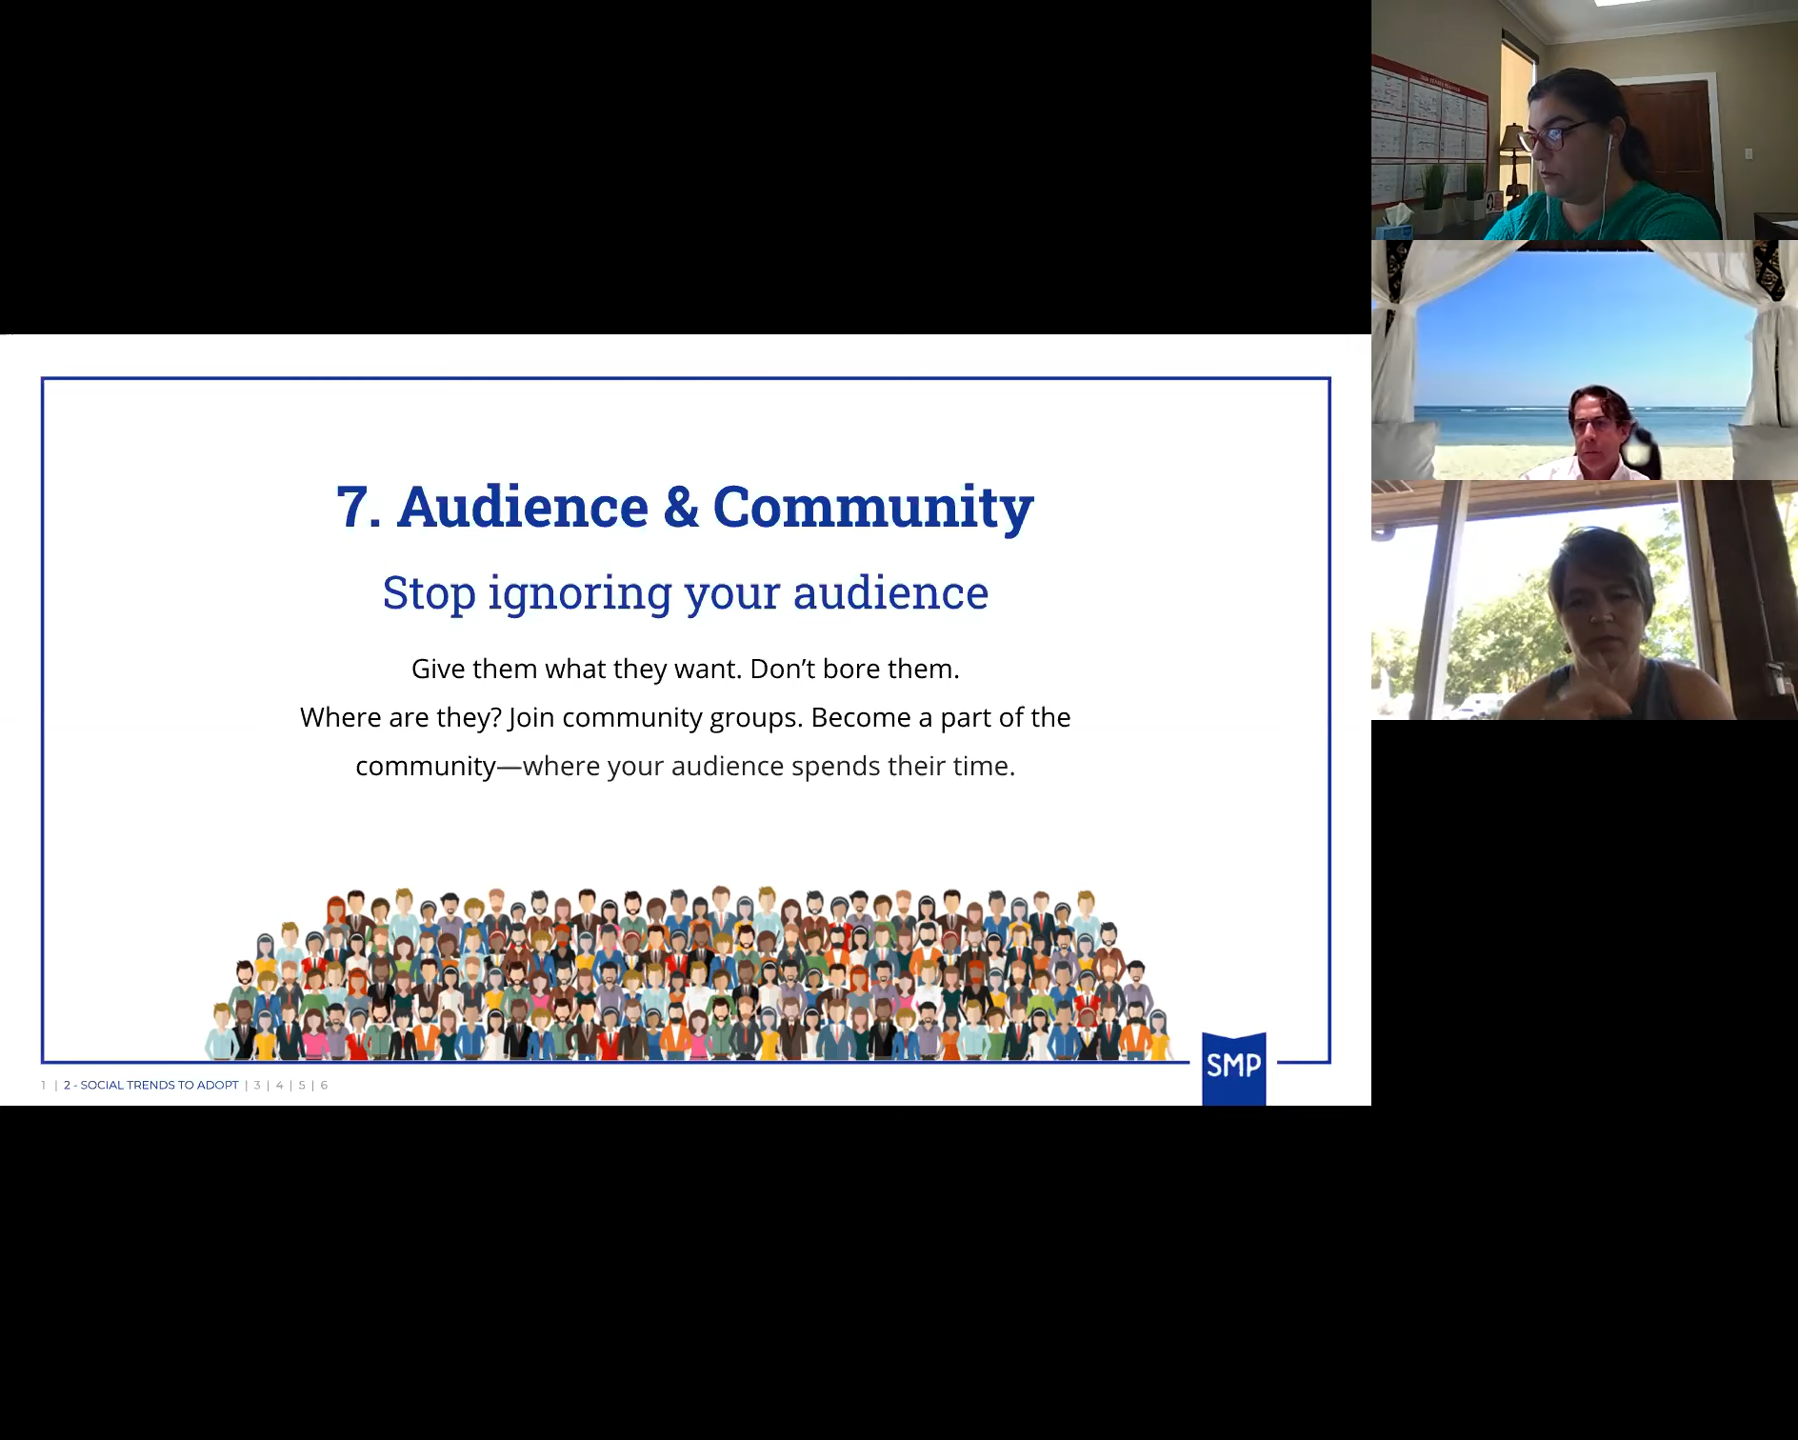 7. Audience & Community
Stop ignoring your audience
Give them what they want. Don’t bore them.
Where are they? Join community groups. Become a part of the
community—where your audience spends their time.
SMP
1 | 2 - SOCIAL TRENDS TO ADOPT | 3 | 4 | 5 | 6